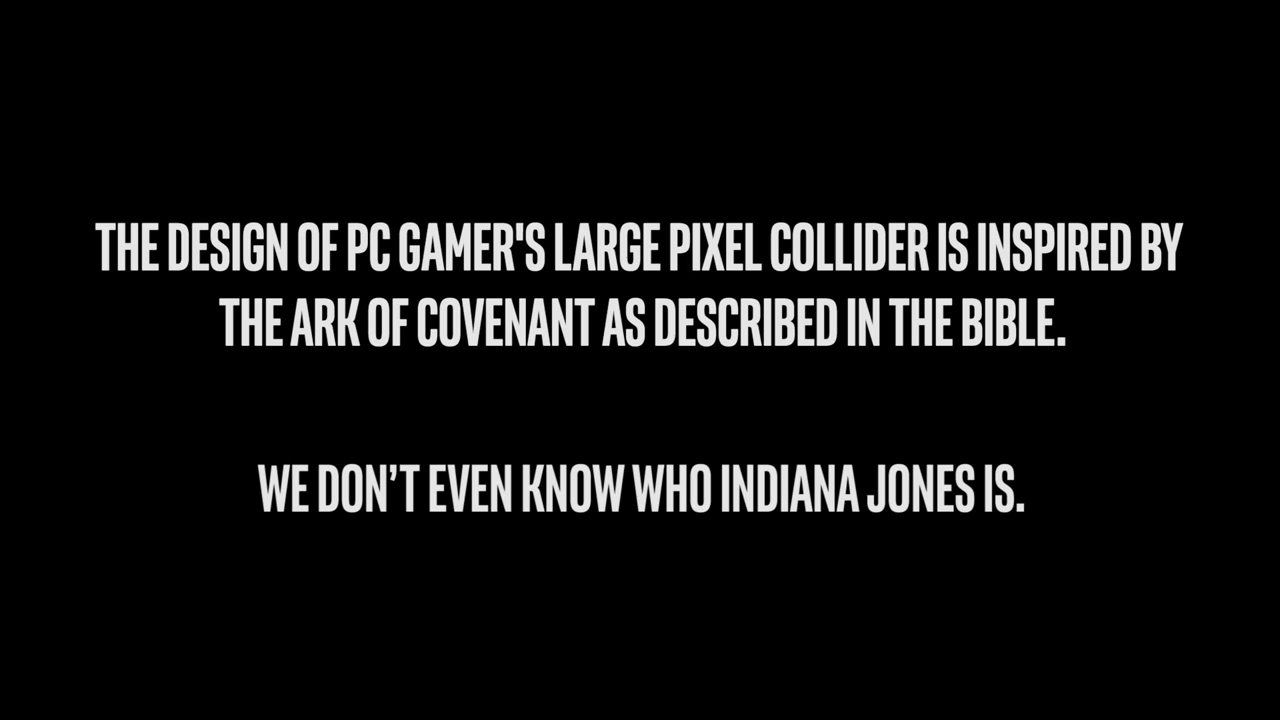 THE DESIGN OF PC GAMER'S LARGE PIXEL COLLIDER IS INSPIRED BY
THE ARK OF COVENANT AS DESCRIBED IN THE BIBLE.
WE DON’T EVEN KNOW WHO INDIANA JONES IS.